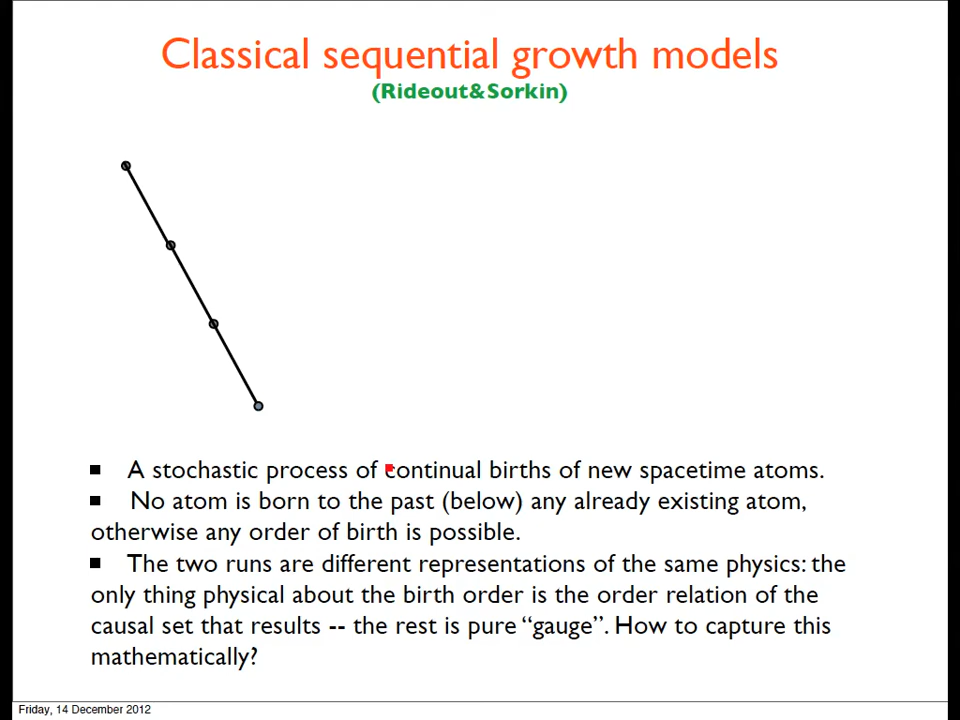 Classical sequential growth models
(Rideout&Sorkin)
▪ A stochastic process of continual births of new spacetime atoms.
▪ No atom is born to the past (below) any already existing atom,
otherwise any order of birth is possible.
▪ The two runs are different representations of the same physics: the
only thing physical about the birth order is the order relation of the
causal set that results -- the rest is pure “gauge”. How to capture this
mathematically?
Friday, 14 December 2012